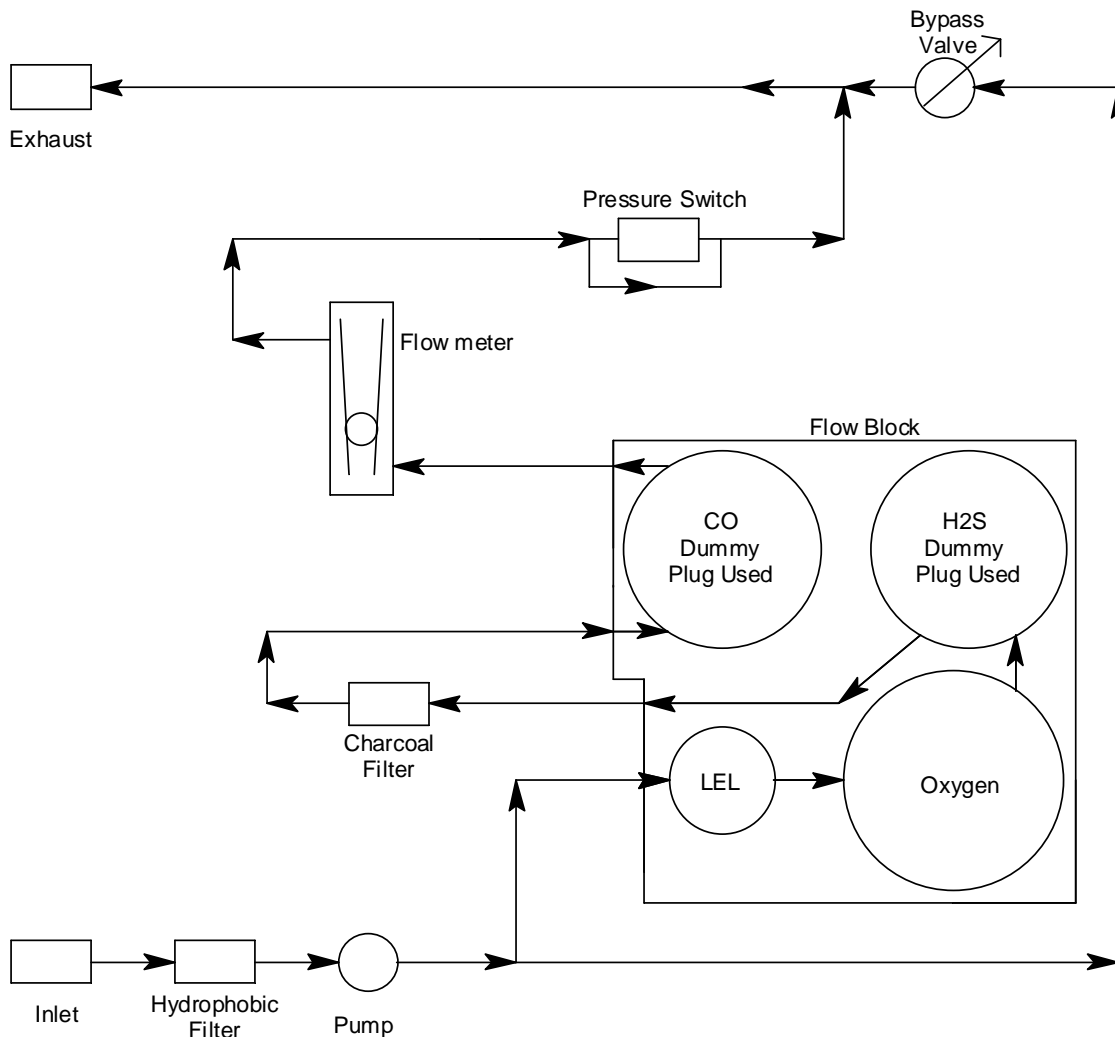 Bypass
Valve
Exhaust
Pressure Switch
Flow meter
Flow Block
CO
Dummy
Plug Used
H2S
Dummy
Plug Used
Charcoal
Filter
LEL
Oxygen
Inlet
Hydrophobic
Filter
Pump